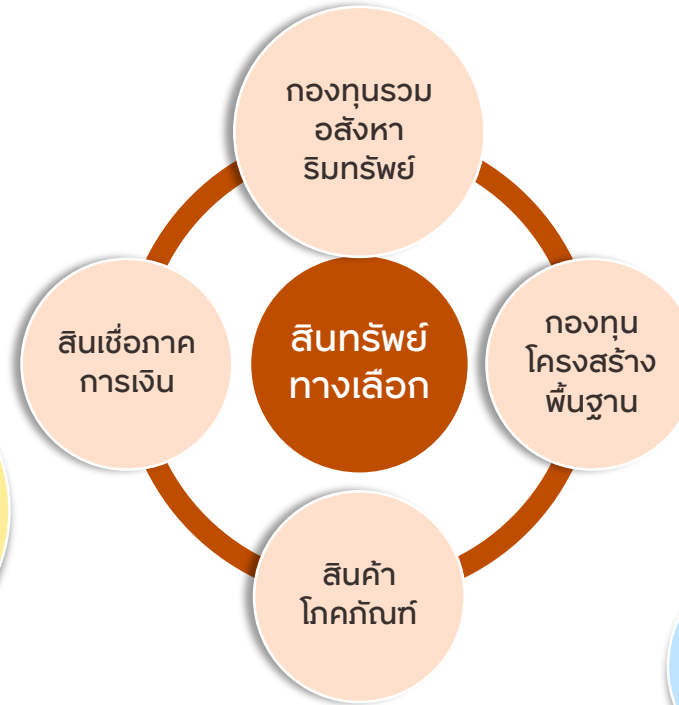 กองทุนรวม
อสังหา
ริมทรัพย์
สินเชื่อภาค
การเงิน
สินทรัพย์
ทางเลือก
กองทุน
โครงสร้าง
พื้นฐาน
สินค้า
โภคภัณฑ์